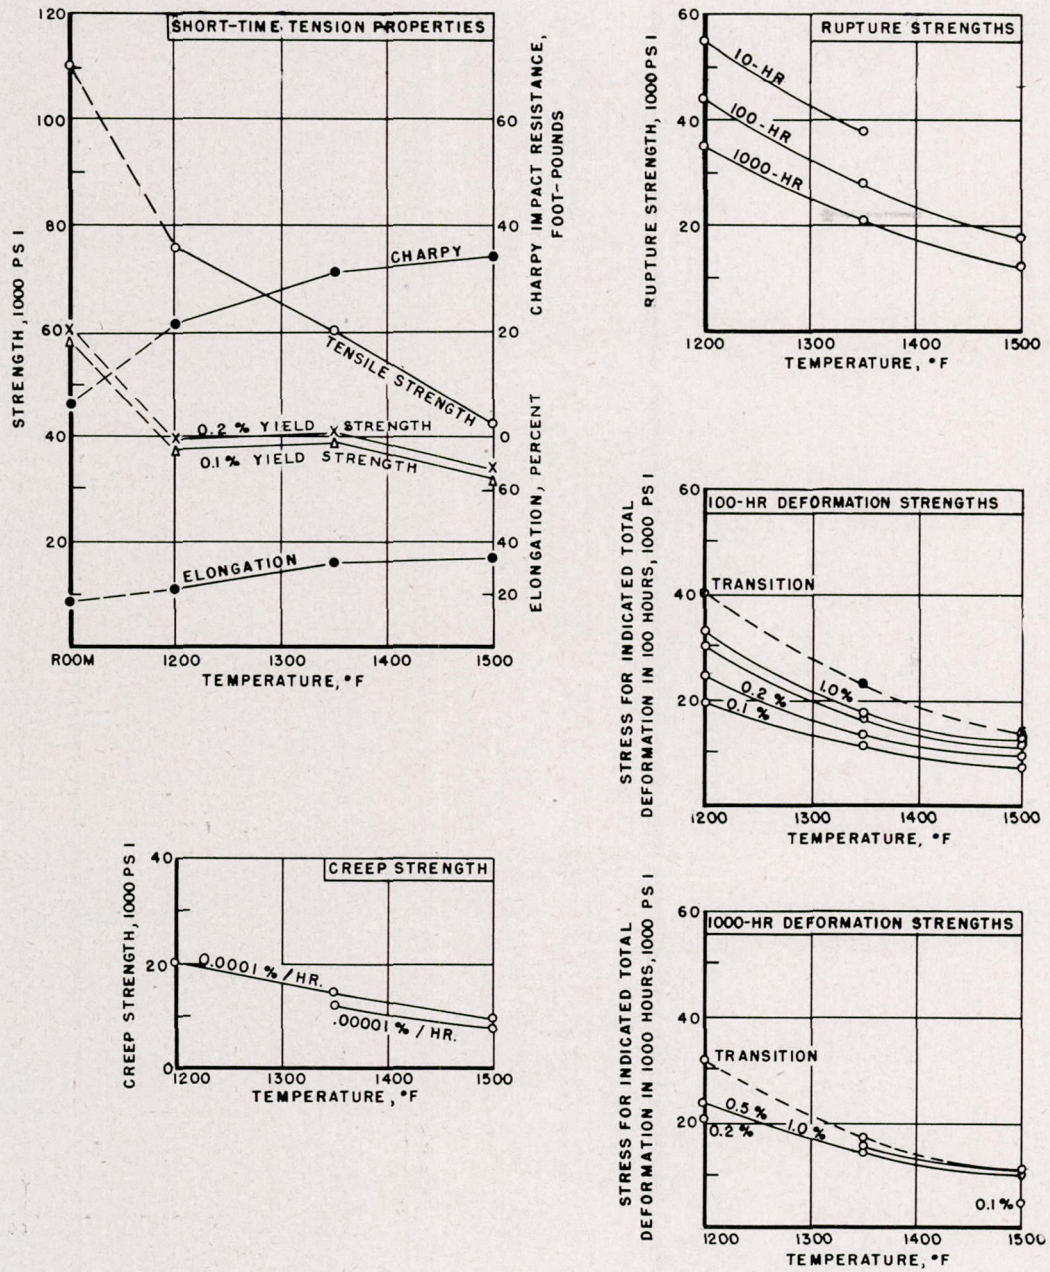 SHORT-TIME TENSION PROPERTIES
120
100
80
60
40
20
STRENGTH, 1000 PSI
60
40
20
0
CHARPY IMPACT RESISTANCE,
FOOT-POUNDS
60
40
20
ELONGATION, PERCENT
CHARPY
TENSILE STRENGTH
0.2 % YIELD STRENGTH
0.1 % YIELD STRENGTH
ELONGATION
ROOM 1200 1300 1400 1500
TEMPERATURE, °F
RUPTURE STRENGTHS
60
40
20
RUPTURE STRENGTH, 1000 PSI
10-HR
100-HR
1000-HR
1200 1300 1400 1500
TEMPERATURE, °F
100-HR DEFORMATION STRENGTHS
60
40
20
STRESS FOR INDICATED TOTAL
DEFORMATION IN 100 HOURS, 1000 PSI
TRANSITION
1.0%
0.2 %
0.1 %
1200 1300 1400 1500
TEMPERATURE, °F
CREEP STRENGTH
40
20
0
CREEP STRENGTH, 1000 PSI
0.0001 % / HR.
.00001 % / HR.
1200 1300 1400 1500
TEMPERATURE, °F
1000-HR DEFORMATION STRENGTHS
60
40
20
STRESS FOR INDICATED TOTAL
DEFORMATION IN 1000 HOURS, 1000 PSI
TRANSITION
0.5 %
1.0 %
0.2 %
0.1 %
1200 1300 1400 1500
TEMPERATURE, °F